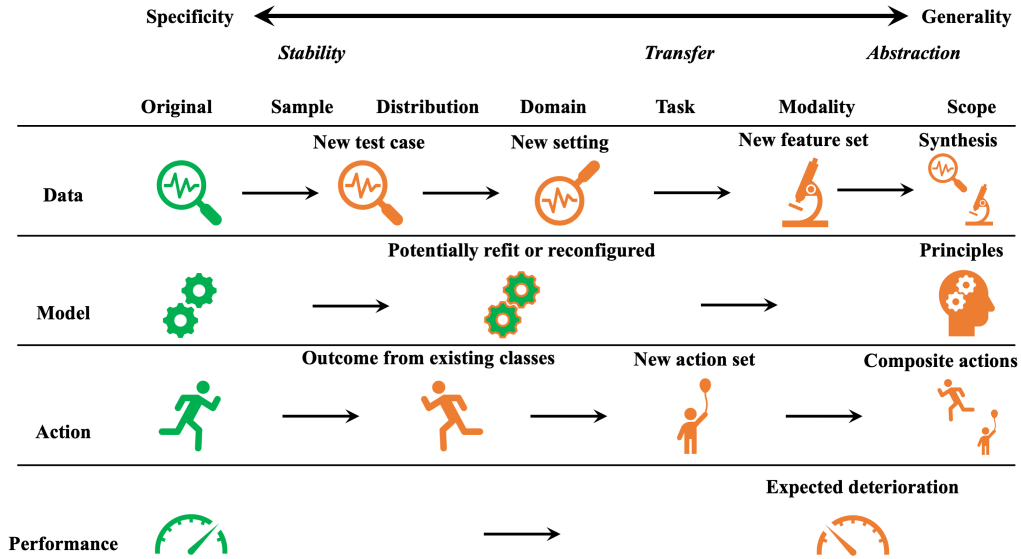 Specificity Generality
Stability Transfer Abstraction
Original Sample Distribution Domain Task Modality Scope
New test case New setting New feature set Synthesis
Data
Potentially refit or reconfigured Principles
Model
Outcome from existing classes New action set Composite actions
Action
Expected deterioration
Performance